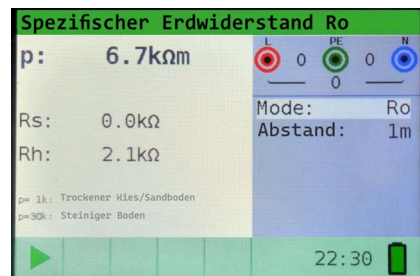 Spezifischer Erdwiderstand Ro
p: 6.7kΩm
L PE N
0 0
0
Mode: Ro
Abstand: 1m
Rs: 0.0kΩ
Rh: 2.1kΩ
p= 1k: Trockener Kies/Sandboden
p=30k: Steiniger Boden
22:30